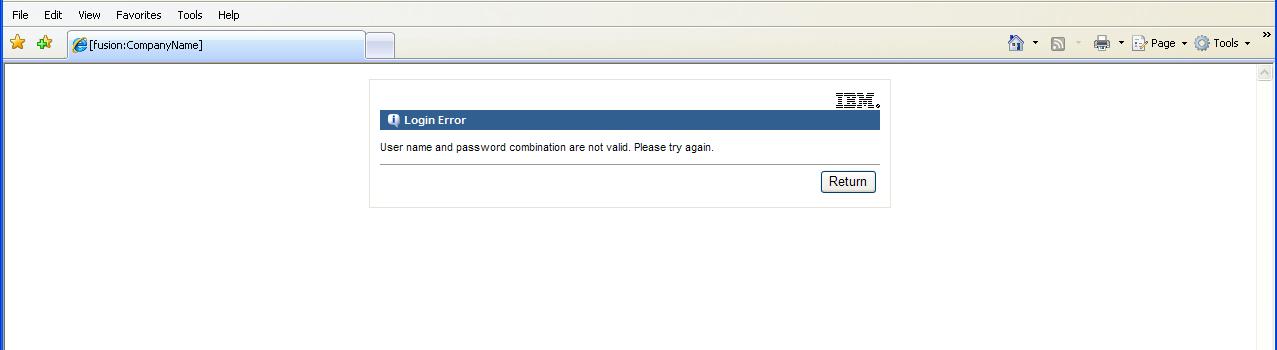 File Edit View Favorites Tools Help
[fusion:CompanyName]
Page Tools »
IBM.
Login Error
User name and password combination are not valid. Please try again.
Return